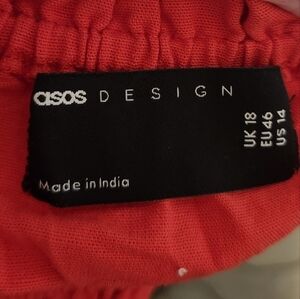 asos DESIGN
UK 18
EU 46
US 14
Made in India